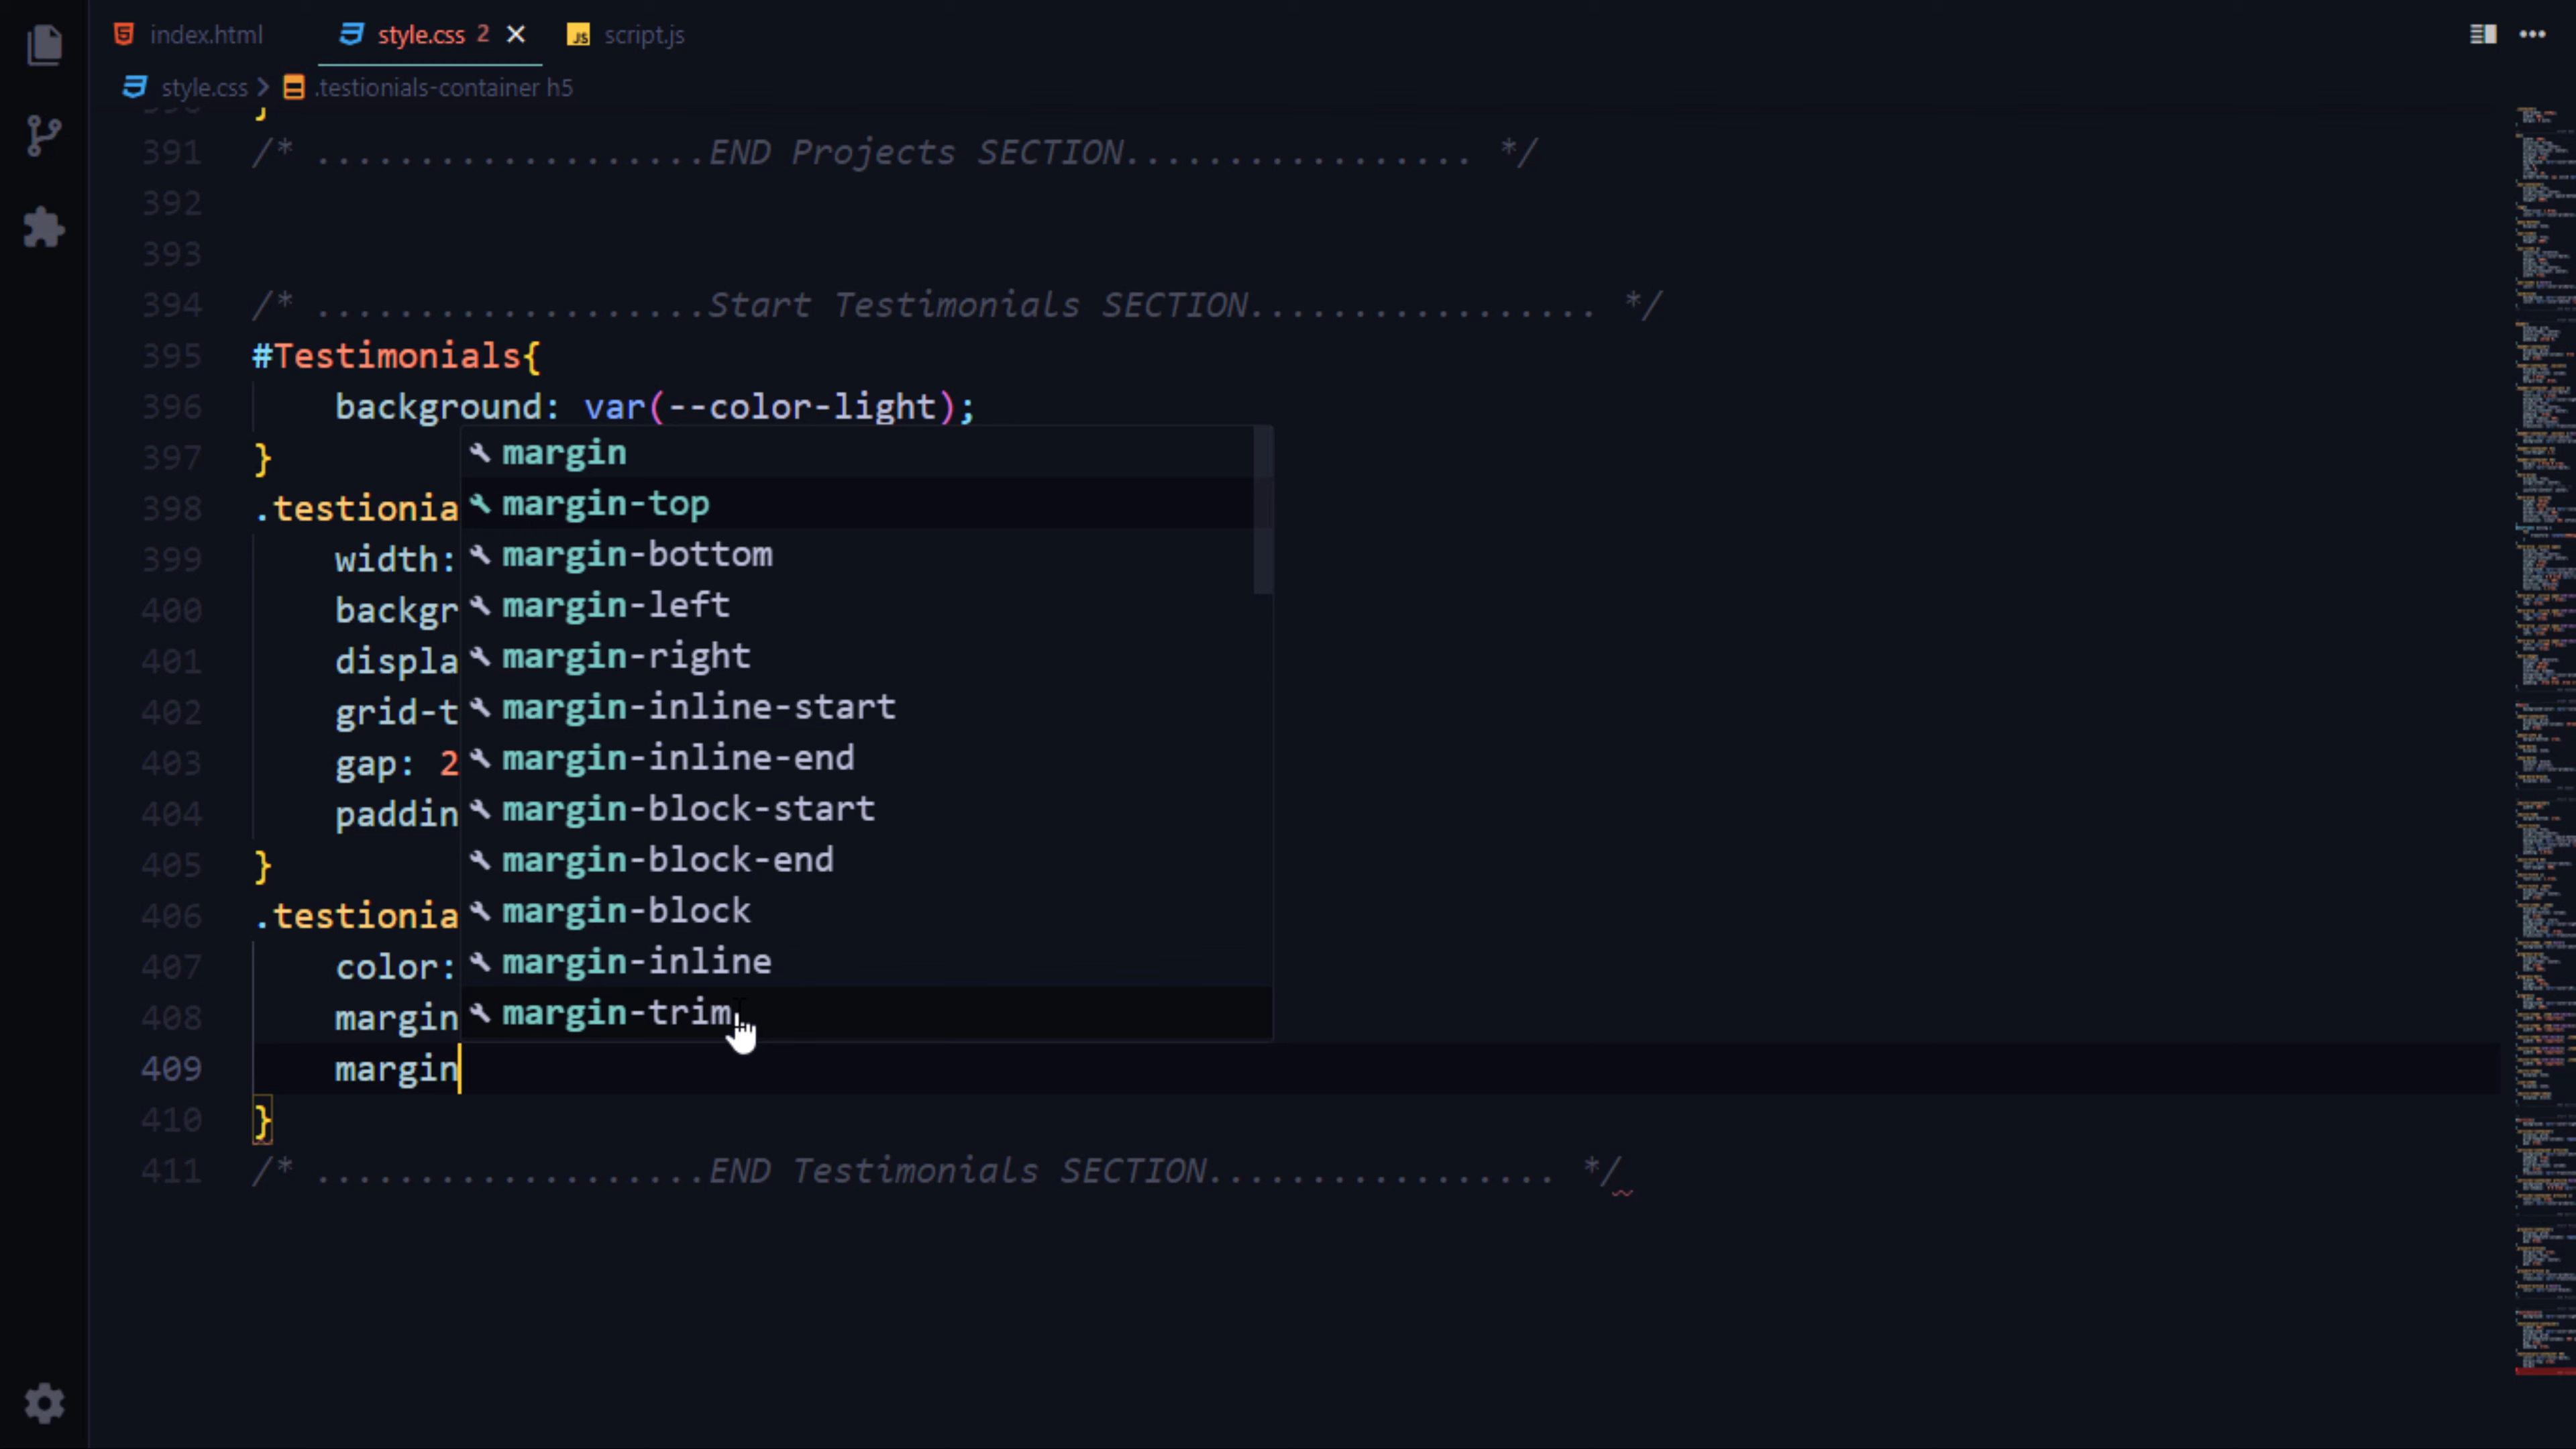 index.html
style.css 2
script.js
style.css > .testionials-container h5
391 /* ...................END Projects SECTION................. */
392
393
394 /* ...................Start Testimonials SECTION................. */
395 #Testimonials{
396 background: var(--color-light);
397 }
398 .testionia
399 width:
400 backgr
401 displa
402 grid-t
403 gap: 2
404 paddin
405 }
406 .testionia
407 color:
408 margin
409 margin
410 }
411 /* ...................END Testimonials SECTION................. */
margin
margin-top
margin-bottom
margin-left
margin-right
margin-inline-start
margin-inline-end
margin-block-start
margin-block-end
margin-block
margin-inline
margin-trim